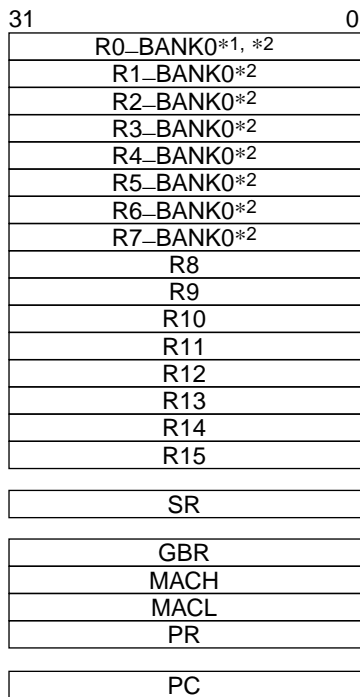 31 0
R0_BANK0*1, *2
R1_BANK0*2
R2_BANK0*2
R3_BANK0*2
R4_BANK0*2
R5_BANK0*2
R6_BANK0*2
R7_BANK0*2
R8
R9
R10
R11
R12
R13
R14
R15
SR
GBR
MACH
MACL
PR
PC